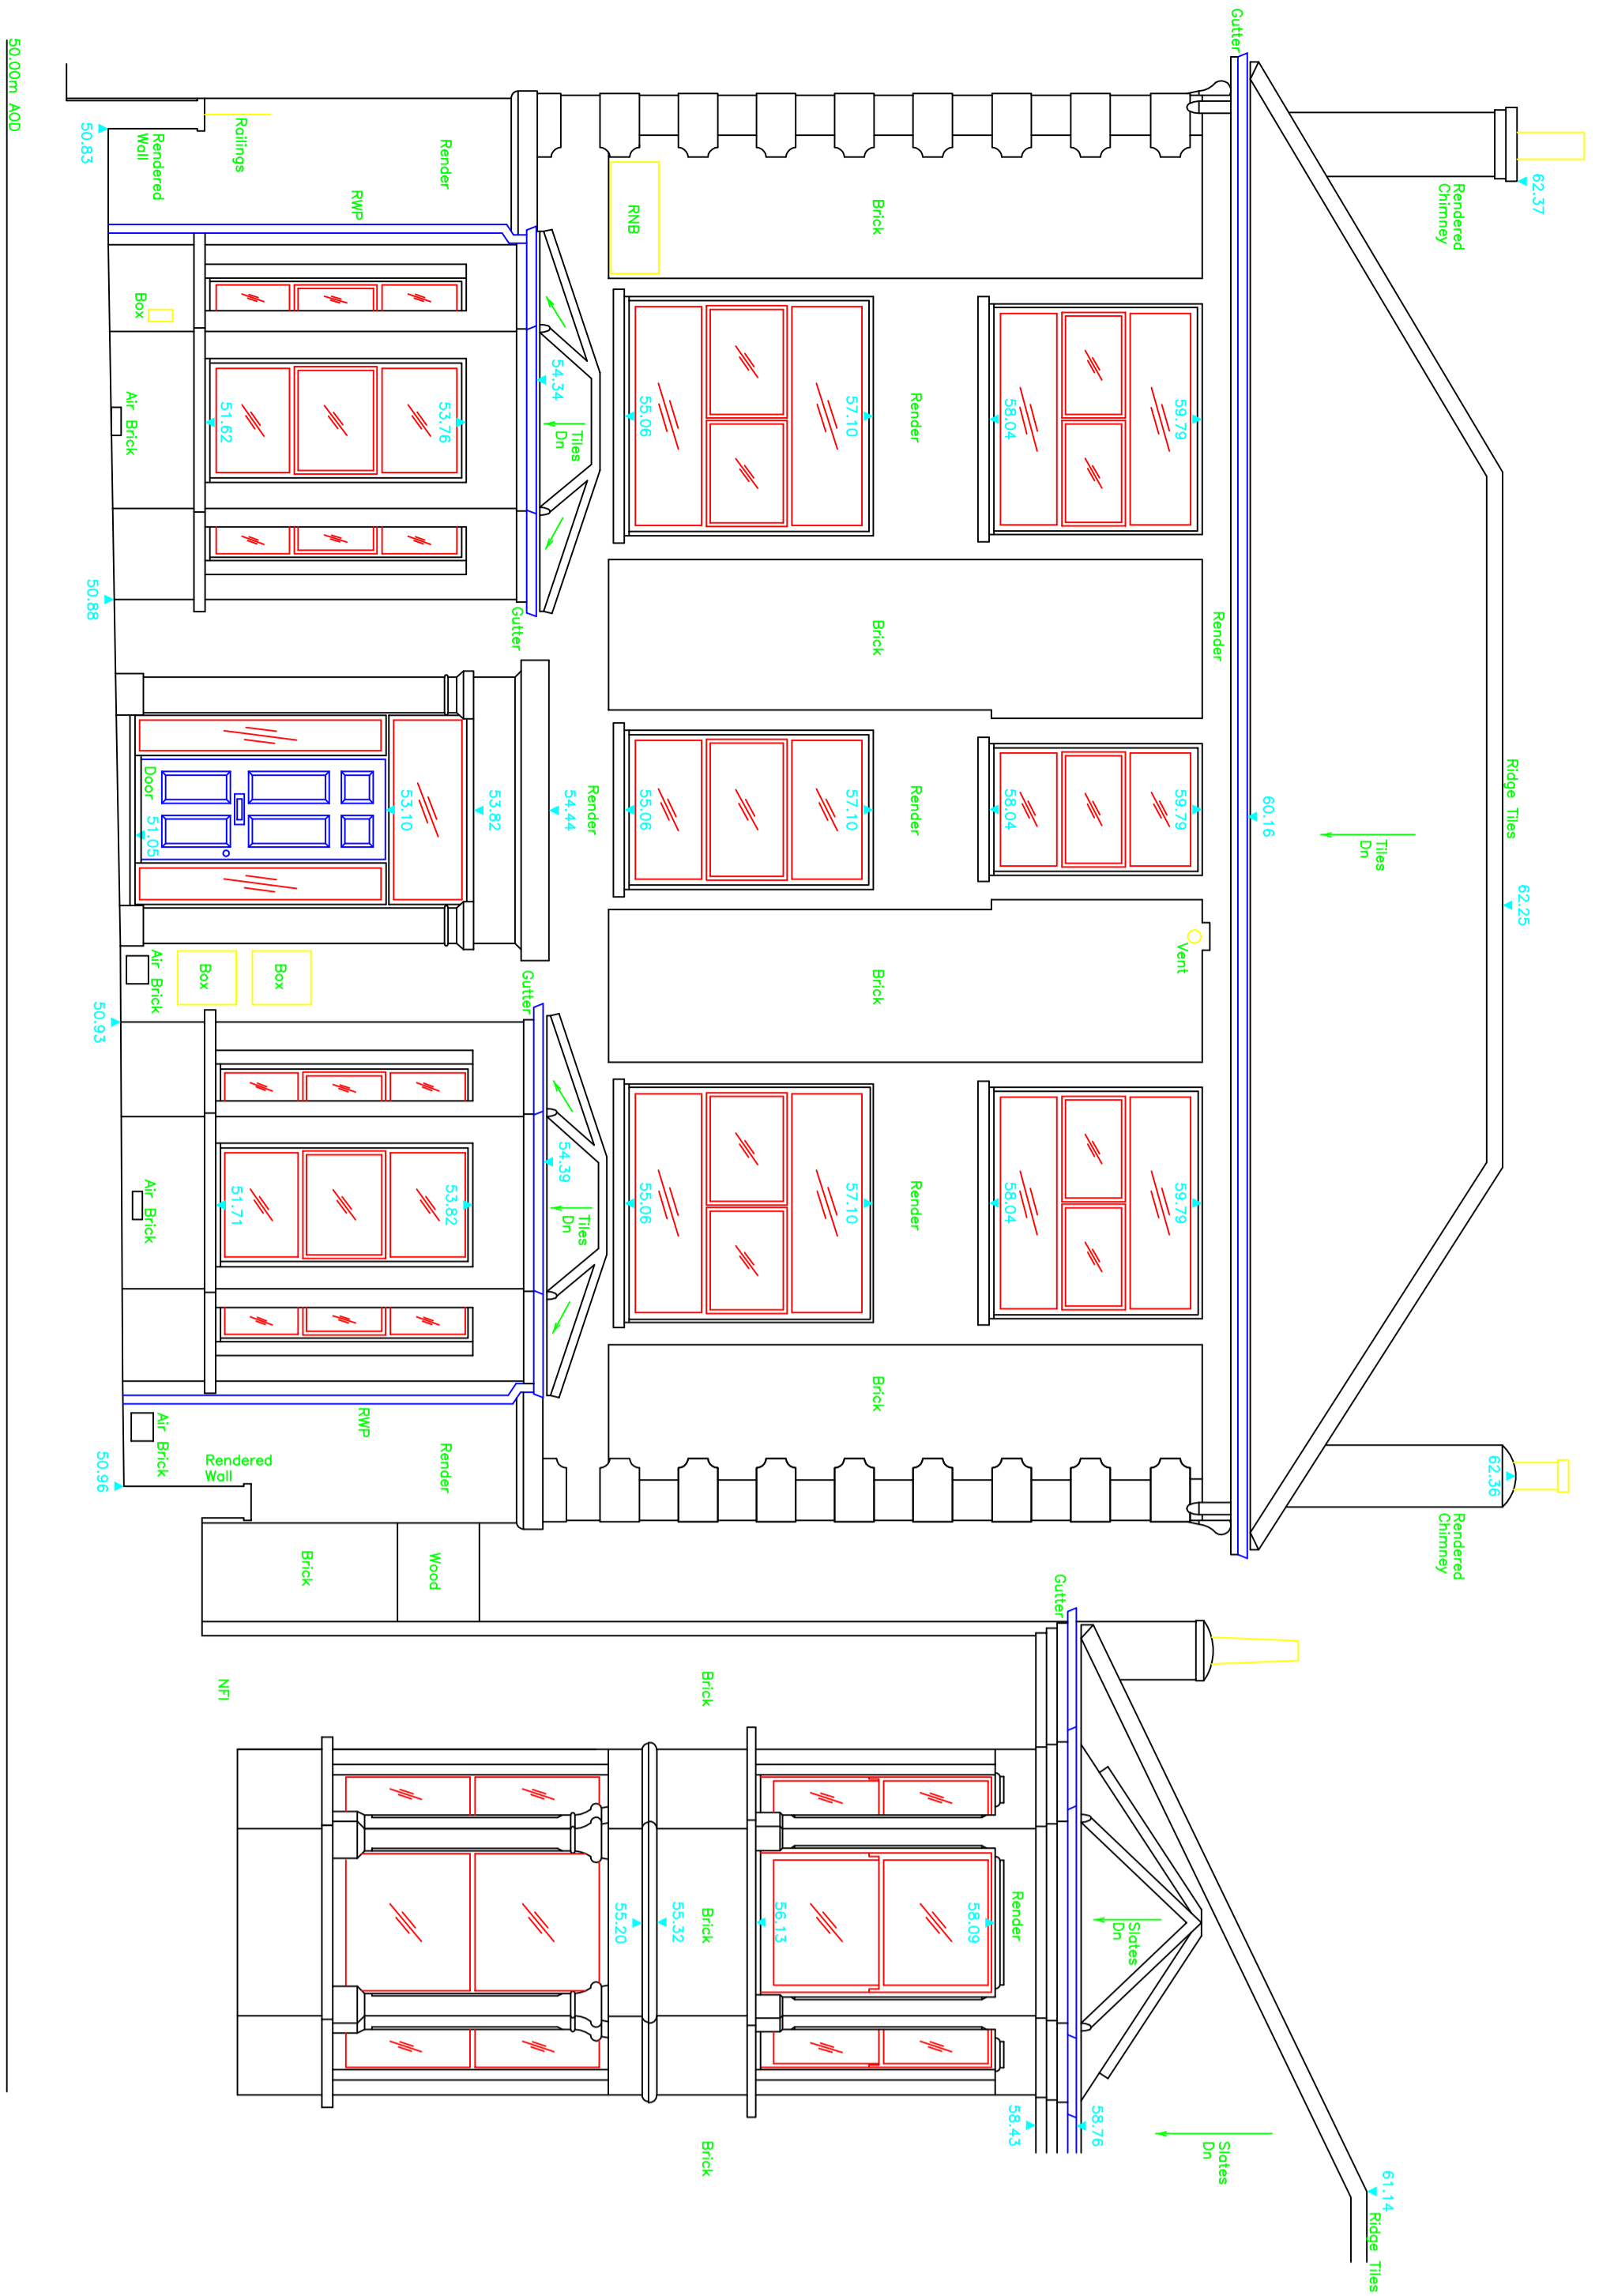 Gutter
62.37
Rendered
Chimney
Ridge Tiles
62.25
Tiles
Dn
62.36
Rendered
Chimney
60.16
Render
Vent
Brick
59.79
58.04
59.79
58.04
59.79
58.04
Render
Render
Render
Brick
Brick
Brick
57.10
55.06
57.10
55.06
57.10
55.06
RNB
Tiles
Dn
54.34
Render
54.44
Tiles
Dn
54.39
Gutter
Gutter
53.82
53.10
Render
RWP
53.76
51.62
Railings
Rendered
Wall
50.83
Box
Air Brick
50.88
Door
51.05
Box
Box
Air Brick
50.93
53.82
51.71
Air Brick
RWP
Render
Rendered
Wall
Air Brick
50.96
Brick
Wood
Gutter
61.14
Ridge Tiles
Slates
Dn
Slates
Dn
58.76
58.43
Render
58.09
56.13
Brick
Brick
Brick
55.32
55.20
NFI
50.00m AOD